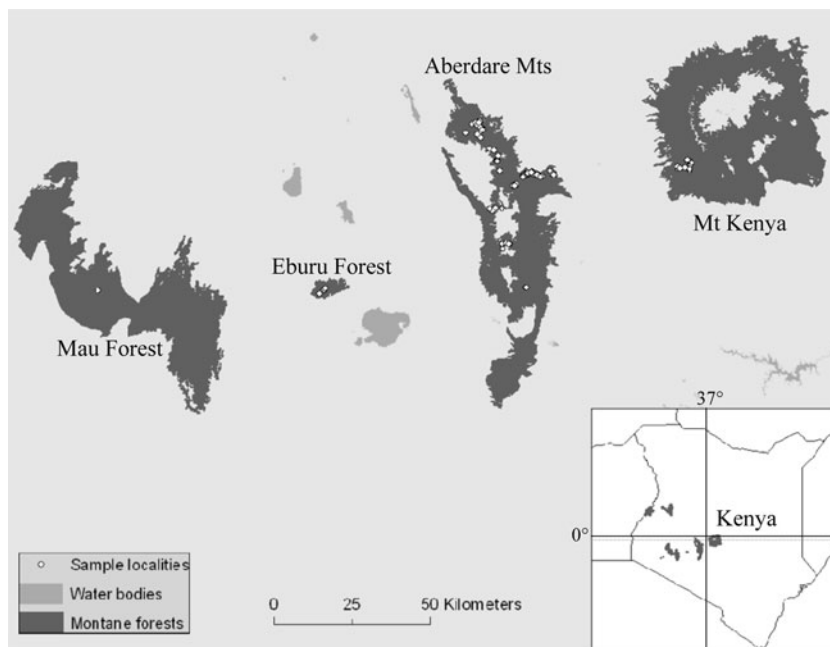 Aberdare Mts
Mt Kenya
Eburu Forest
Mau Forest
37°
0°
Kenya
Sample localities
Water bodies
Montane forests
0 25 50 Kilometers